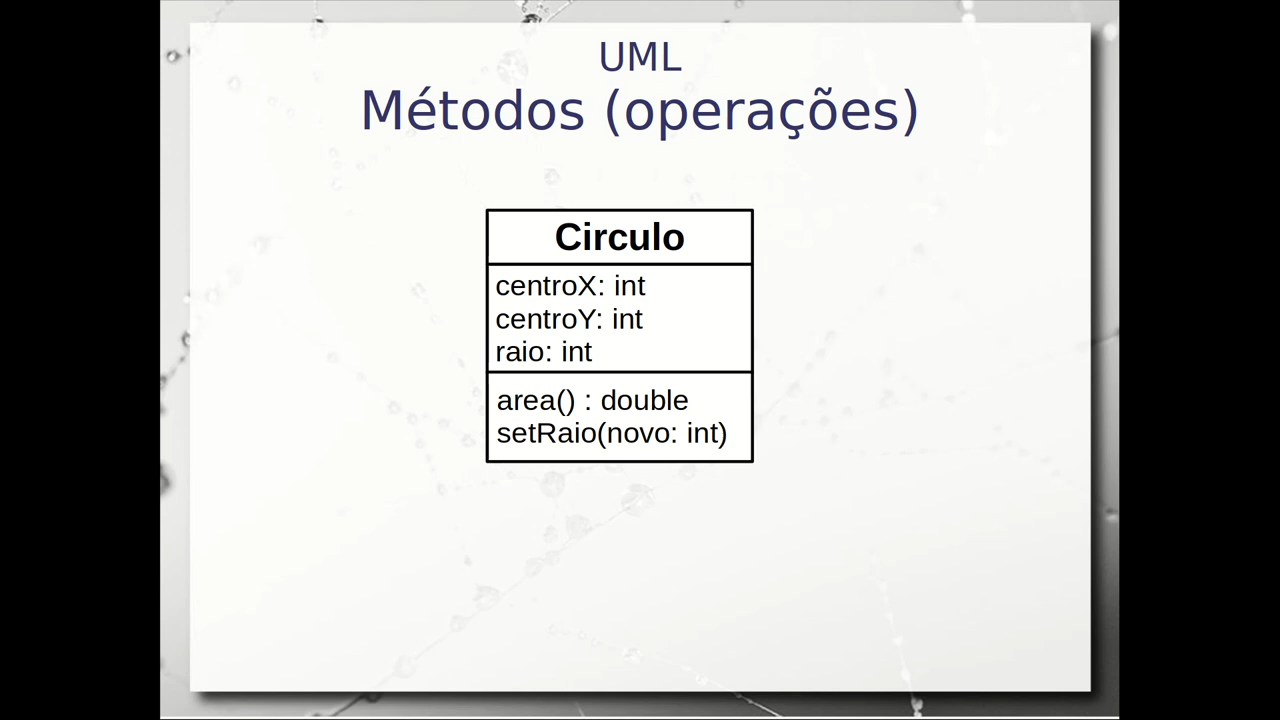 UML
Métodos (operações)
Circulo
centroX: int
centroY: int
raio: int
area() : double
setRaio(novo: int)